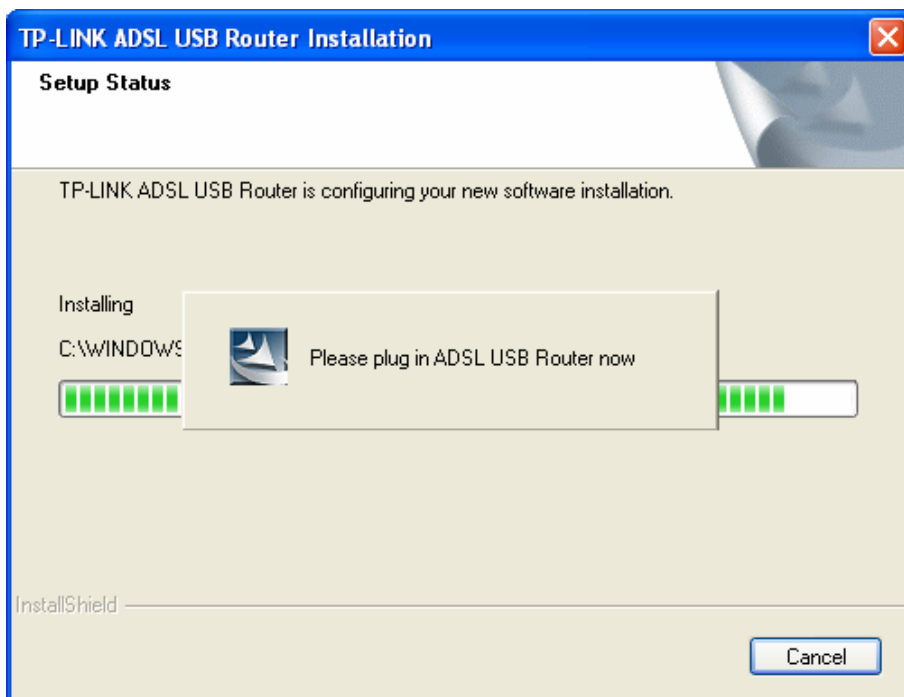 TP-LINK ADSL USB Router Installation
Setup Status
TP-LINK ADSL USB Router is configuring your new software installation.
Installing
C:\WINDOWS
Please plug in ADSL USB Router now
InstallShield
Cancel